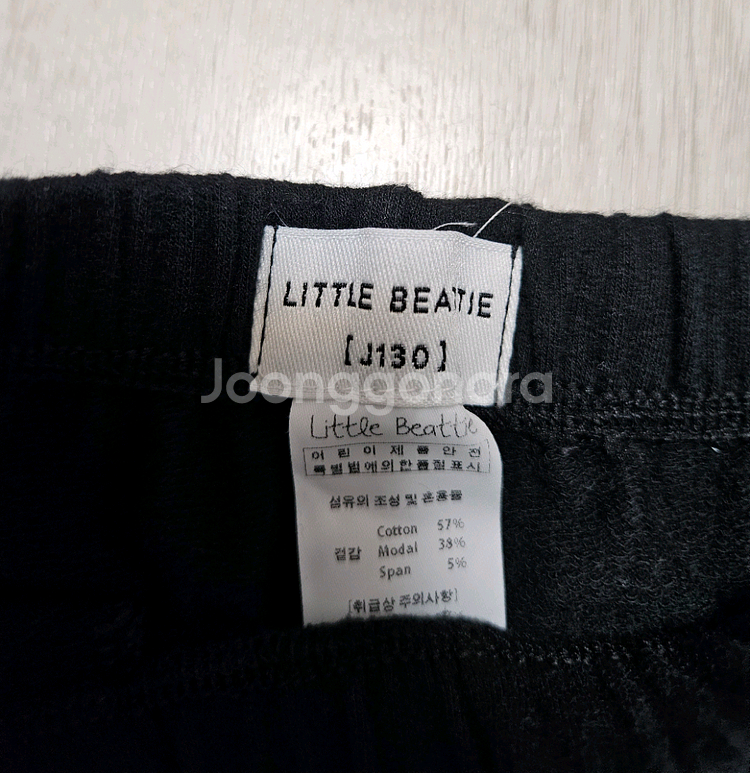 LITTLE BEATTIE
[J130]
Joonggonara
Little Beattie
어린이제품안전
특별법에의한품질표시
섬유의 조성 및 혼용률
Cotton 57%
겉감 Modal 38%
Span 5%
[취급상 주의사항]